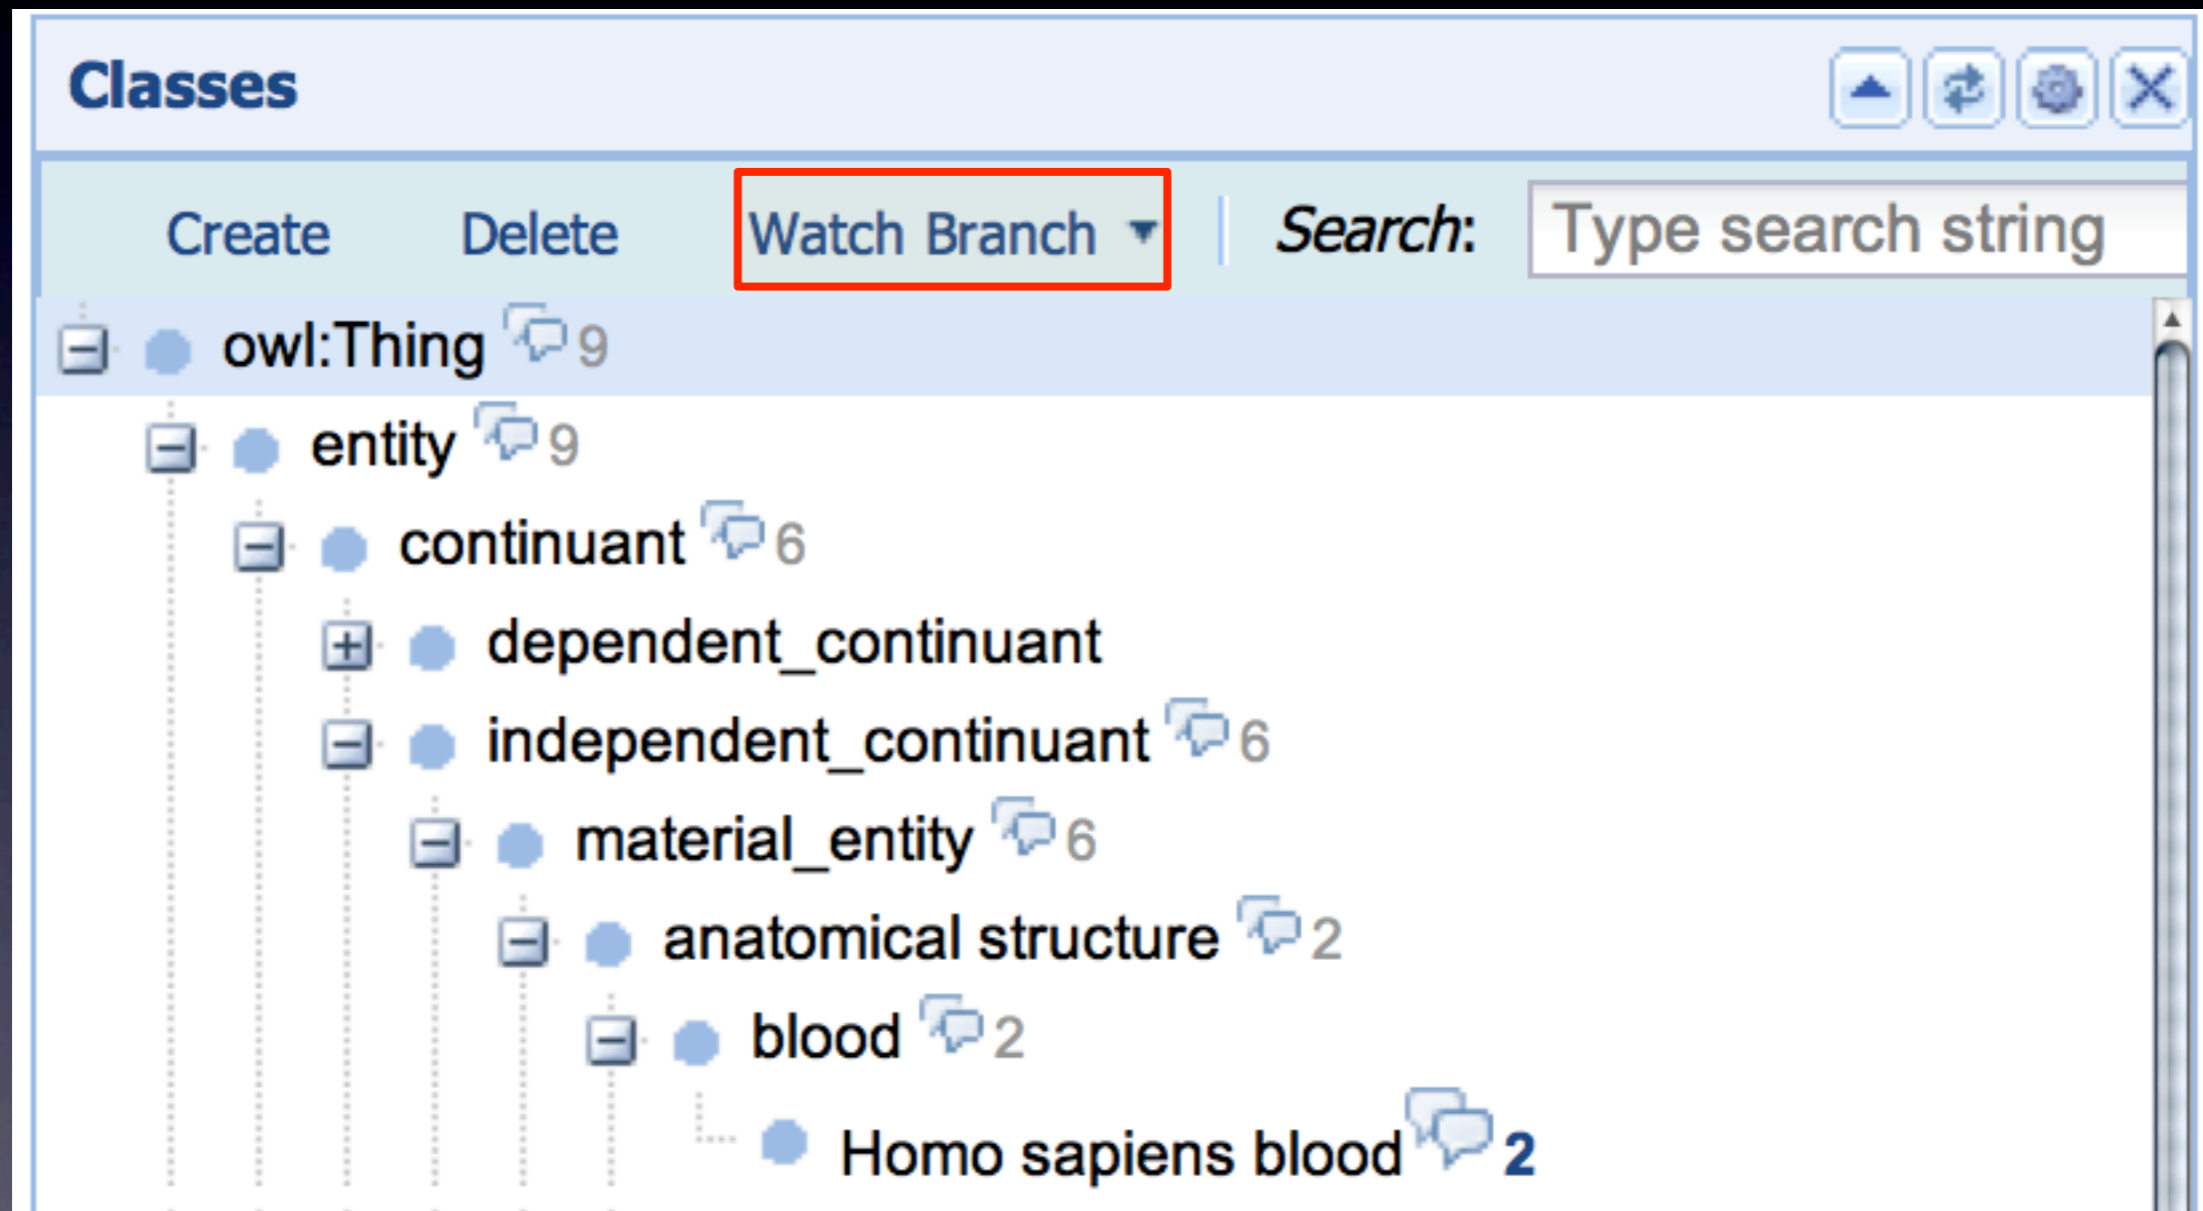 Classes
Create Delete Watch Branch Search: Type search string
owl:Thing 9
entity 9
continuant 6
dependent_continuant
independent_continuant 6
material_entity 6
anatomical structure 2
blood 2
Homo sapiens blood 2